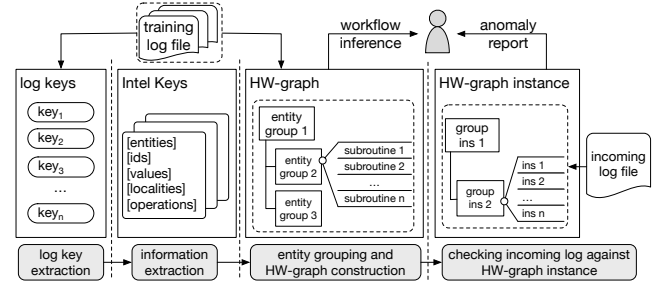 training
log file
workflow
inference
anomaly
report
log keys
key1
key2
key3
...
keyn
Intel Keys
[entities]
[ids]
[values]
[localities]
[operations]
HW-graph
entity
group 1
entity
group 2
entity
group 3
subroutine 1
subroutine 2
...
subroutine n
HW-graph instance
group
ins 1
group
ins 2
ins 1
ins 2
...
ins n
incoming
log file
log key
extraction
information
extraction
entity grouping and
HW-graph construction
checking incoming log against
HW-graph instance